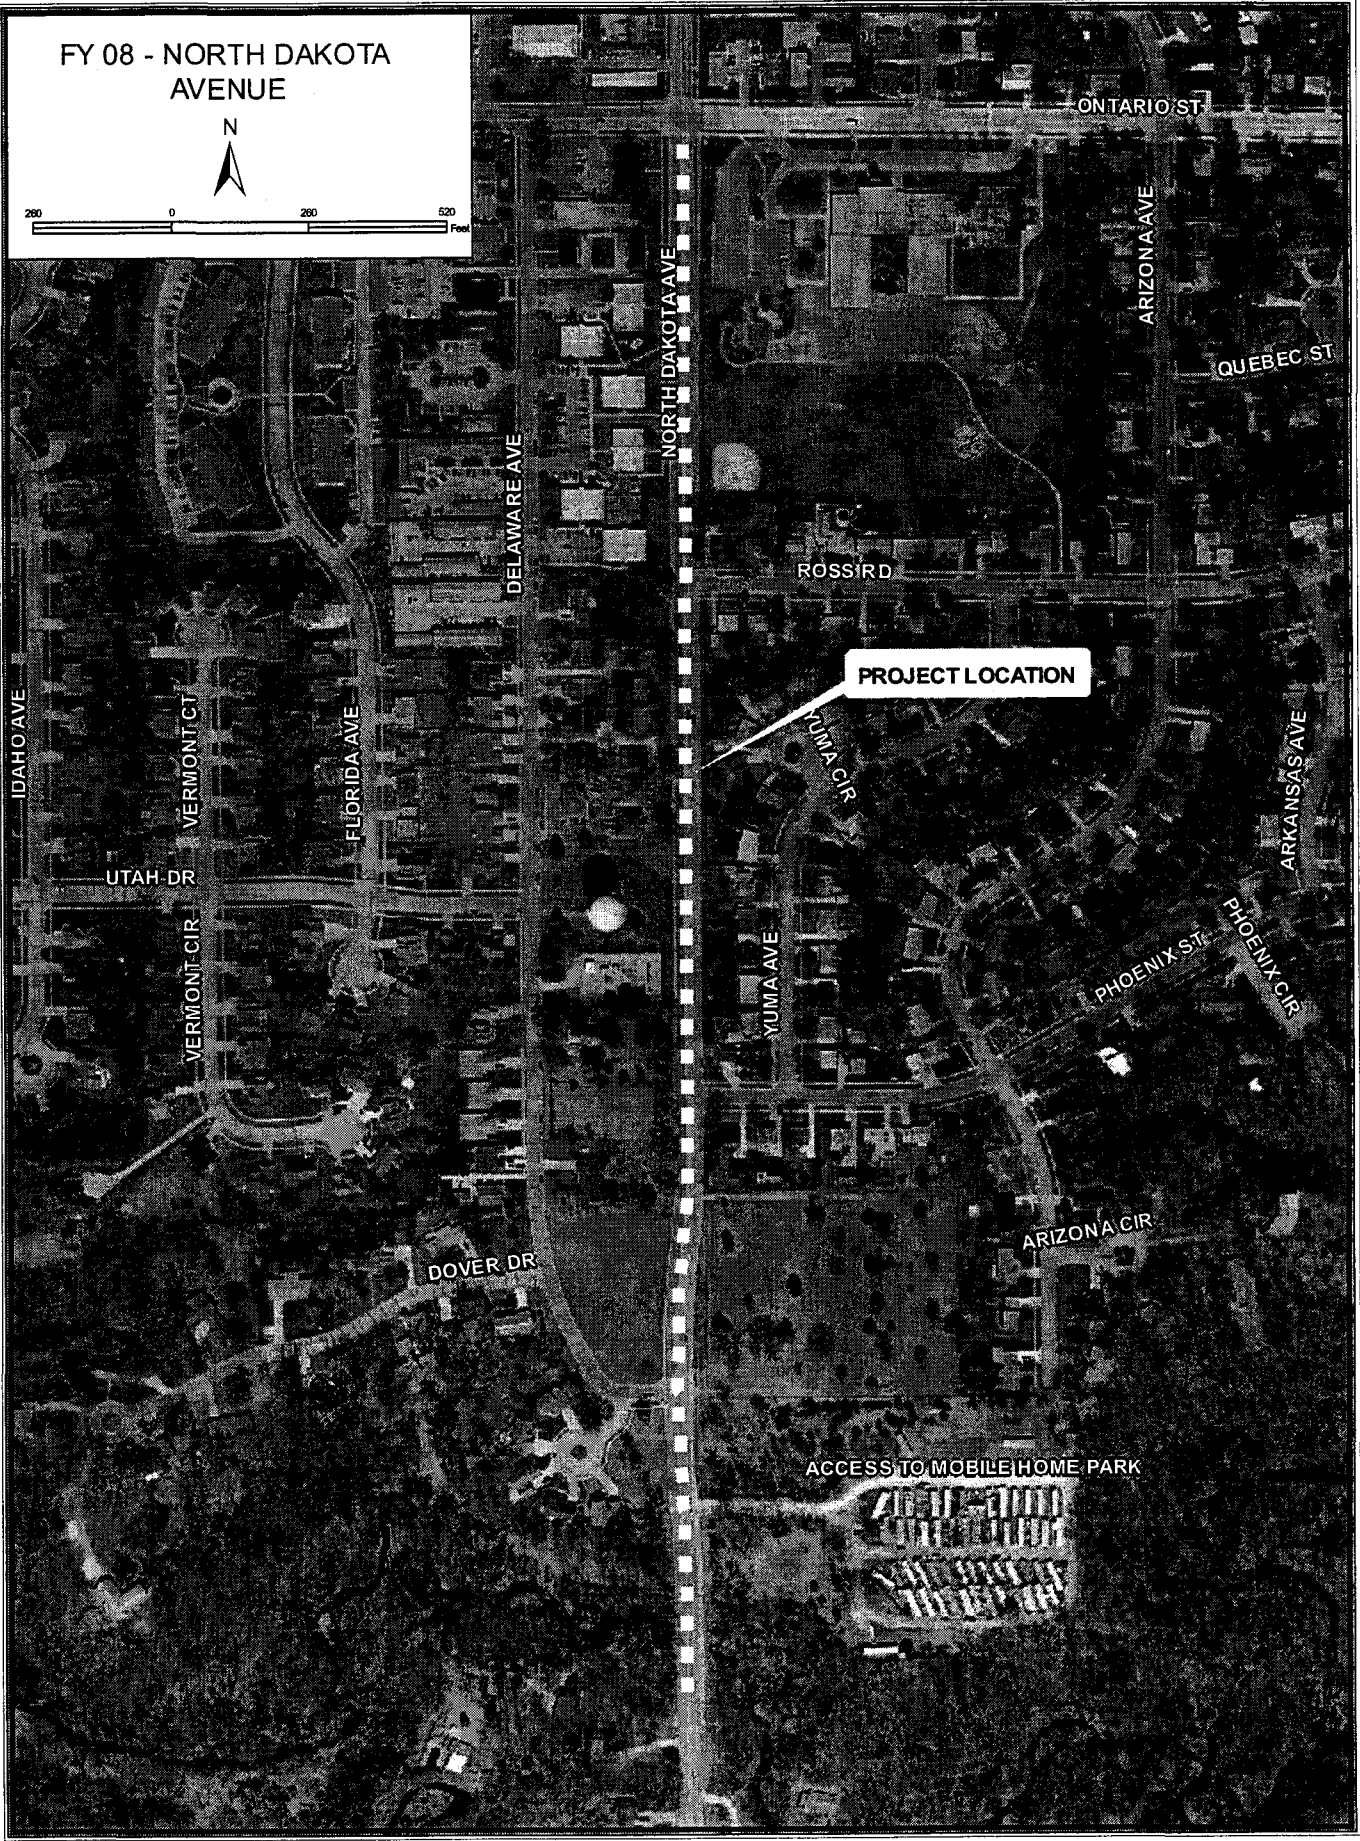 FY 08 - NORTH DAKOTA
AVENUE
N
260 0 260 520
Feet
ONTARIO ST
ARIZONA AVE
NORTH DAKOTA AVE
QUEBEC ST
DELAWARE AVE
ROSS RD
PROJECT LOCATION
IDAHO AVE
VERMONT CT
FLORIDA AVE
YUMA CIR
ARKANSAS AVE
UTAH DR
VERMONT CIR
YUMA AVE
PHOENIX ST
PHOENIX CIR
ARIZONA CIR
DOVER DR
ACCESS TO MOBILE HOME PARK